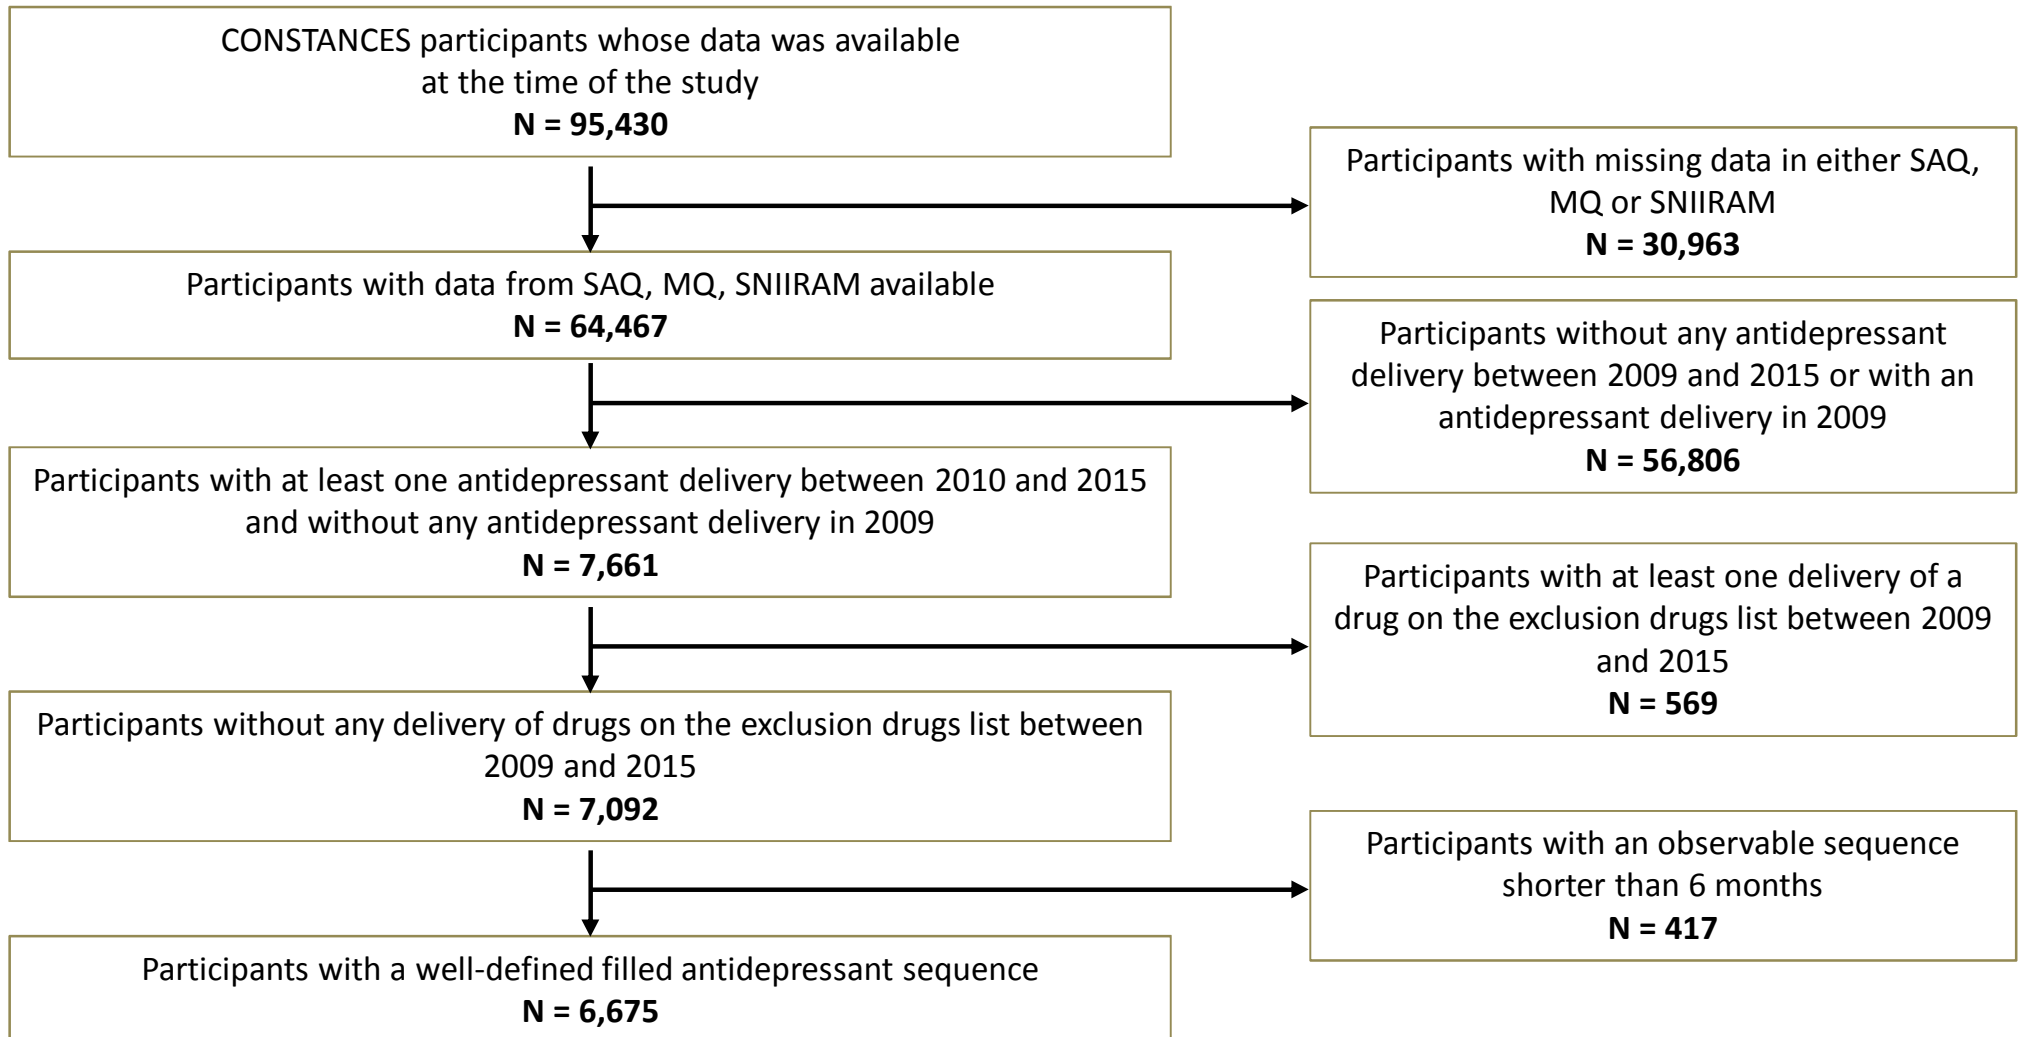 CONSTANCES participants whose data was available
at the time of the study
N = 95,430
Participants with missing data in either SAQ,
MQ or SNIIRAM
N = 30,963
Participants with data from SAQ, MQ, SNIIRAM available
N = 64,467
Participants without any antidepressant
delivery between 2009 and 2015 or with an
antidepressant delivery in 2009
N = 56,806
Participants with at least one antidepressant delivery between 2010 and 2015
and without any antidepressant delivery in 2009
N = 7,661
Participants with at least one delivery of a
drug on the exclusion drugs list between 2009
and 2015
N = 569
Participants without any delivery of drugs on the exclusion drugs list between
2009 and 2015
N = 7,092
Participants with an observable sequence
shorter than 6 months
N = 417
Participants with a well-defined filled antidepressant sequence
N = 6,675